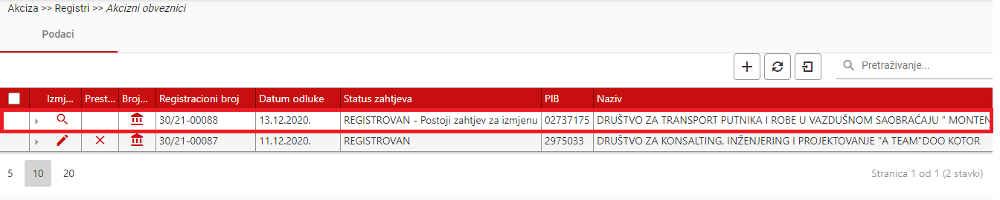 Akciza >> Registri >> Akcizni obveznici
Podaci
Pretraživanje...
Izmj... Prest... Broj... Registracioni broj Datum odluke Status zahtjeva PIB Naziv
30/21-00088 13.12.2020. REGISTROVAN - Postoji zahtjev za izmjenu 02737175 DRUŠTVO ZA TRANSPORT PUTNIKA I ROBE U VAZDUŠNOM SAOBRAĆAJU " MONTEN
30/21-00087 11.12.2020. REGISTROVAN 2975033 DRUŠTVO ZA KONSALTING, INŽENJERING I PROJEKTOVANJE "A TEAM"DOO KOTOR
5 10 20 Stranica 1 od 1 (2 stavki)